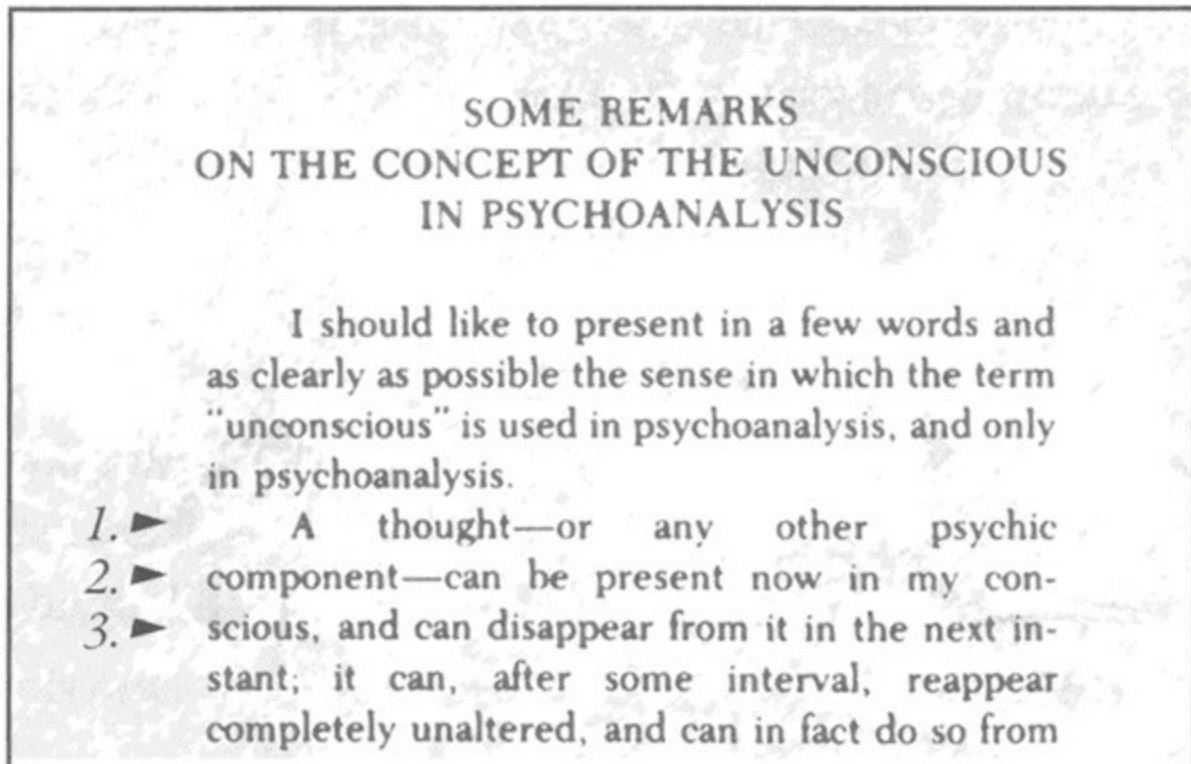 SOME REMARKS
ON THE CONCEPT OF THE UNCONSCIOUS
IN PSYCHOANALYSIS
I should like to present in a few words and
as clearly as possible the sense in which the term
"unconscious" is used in psychoanalysis, and only
in psychoanalysis.
1. ► A thought—or any other psychic
2. ► component—can be present now in my con-
3. ► scious, and can disappear from it in the next in-
stant; it can, after some interval, reappear
completely unaltered, and can in fact do so from